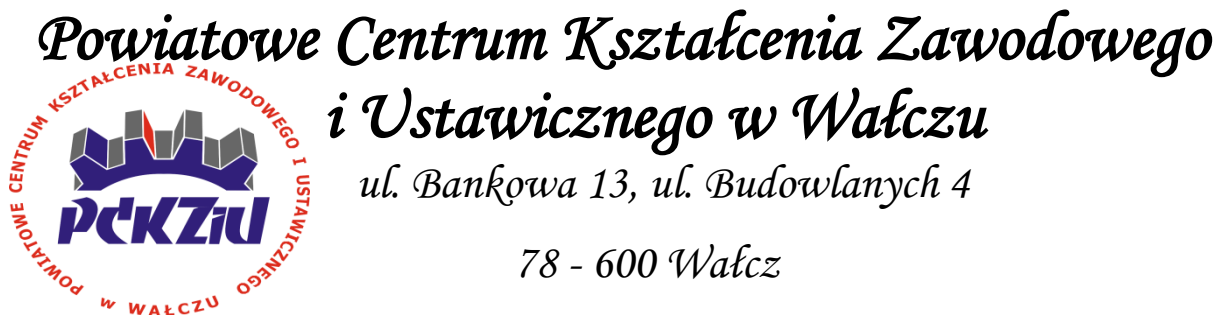 Powiatowe Centrum Kształcenia Zawodowego
i Ustawicznego w Wałczu
ul. Bankowa 13, ul. Budowlanych 4
78 - 600 Wałcz
POWIATOWE CENTRUM KSZTAŁCENIA ZAWODOWEGO I USTAWICZNEGO
W WAŁCZU
PCKZiU